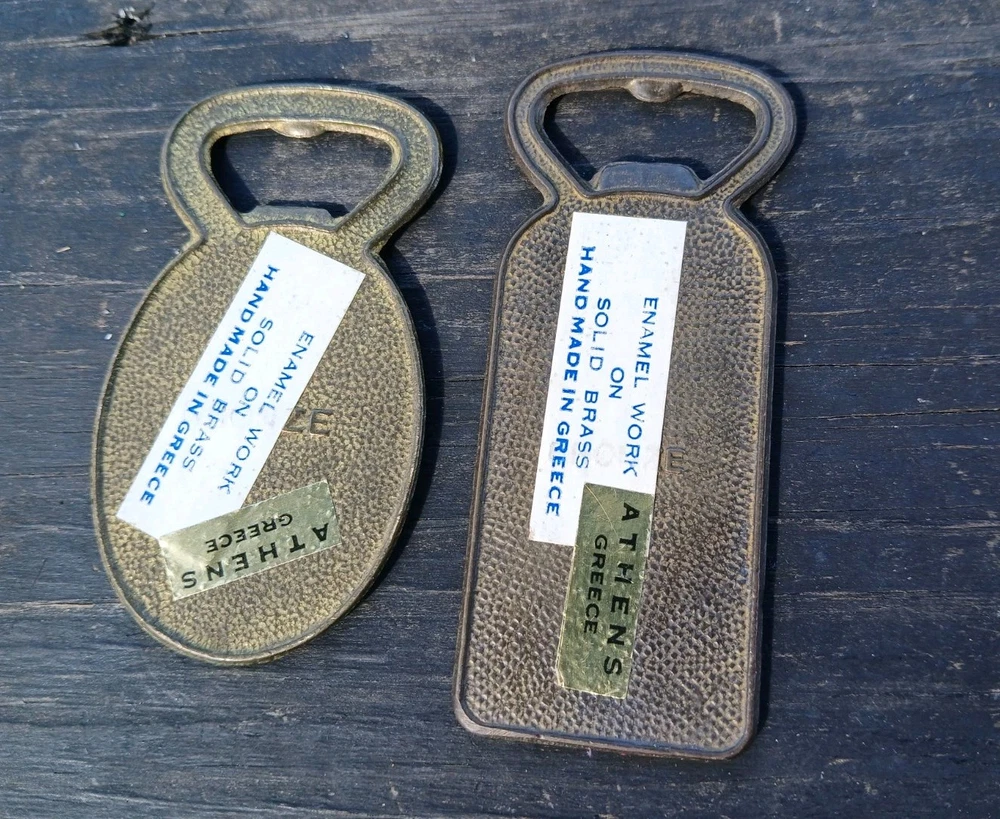 ENAMEL WORK
ON
SOLID BRASS
HAND MADE IN GREECE
ATHENS
GREECE
ENAMEL WORK
ON
SOLID BRASS
HAND MADE IN GREECE
ATHENS
GREECE